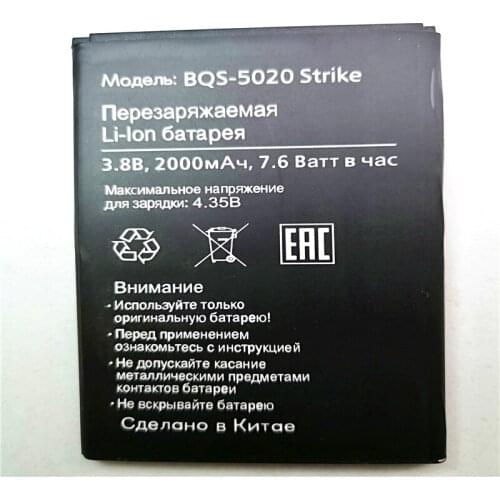 Модель: BQS-5020 Strike
Перезаряжаемая
Li-Ion батарея
3.8В, 2000мАч, 7.6 Ватт в час
Максимальное напряжение
для зарядки: 4.35В
EAC
Внимание
- Используйте только
оригинальную батарею!
- Перед применением
ознакомьтесь с инструкцией
- Не допускайте касание
металлическими предметами
контактов батареи
- Не вскрывайте батарею
Сделано в Китае